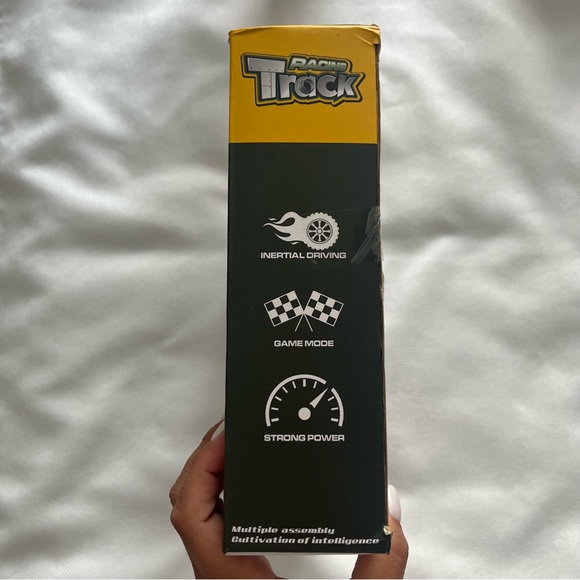 RACING
Track
INERTIAL DRIVING
GAME MODE
STRONG POWER
Multiple assembly
Cultivation of intelligence